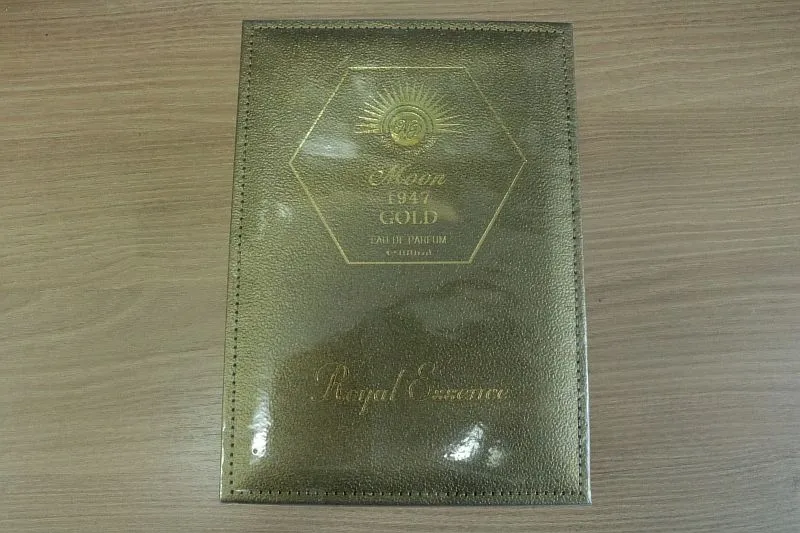 Moon
1947
GOLD
EAU DE PARFUM
Royal Essence